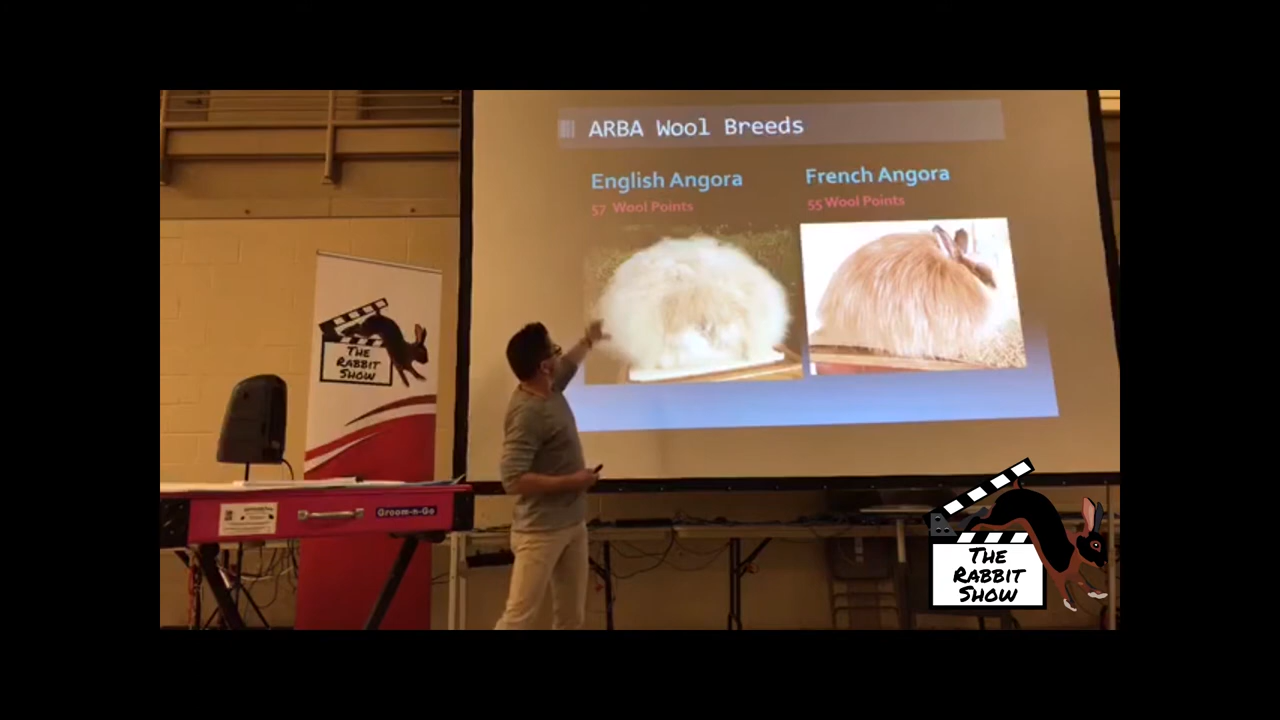 ARBA Wool Breeds
English Angora
57 Wool Points
French Angora
55 Wool Points
THE
RABBIT
SHOW
Groom-n-Go
THE
RABBIT
SHOW